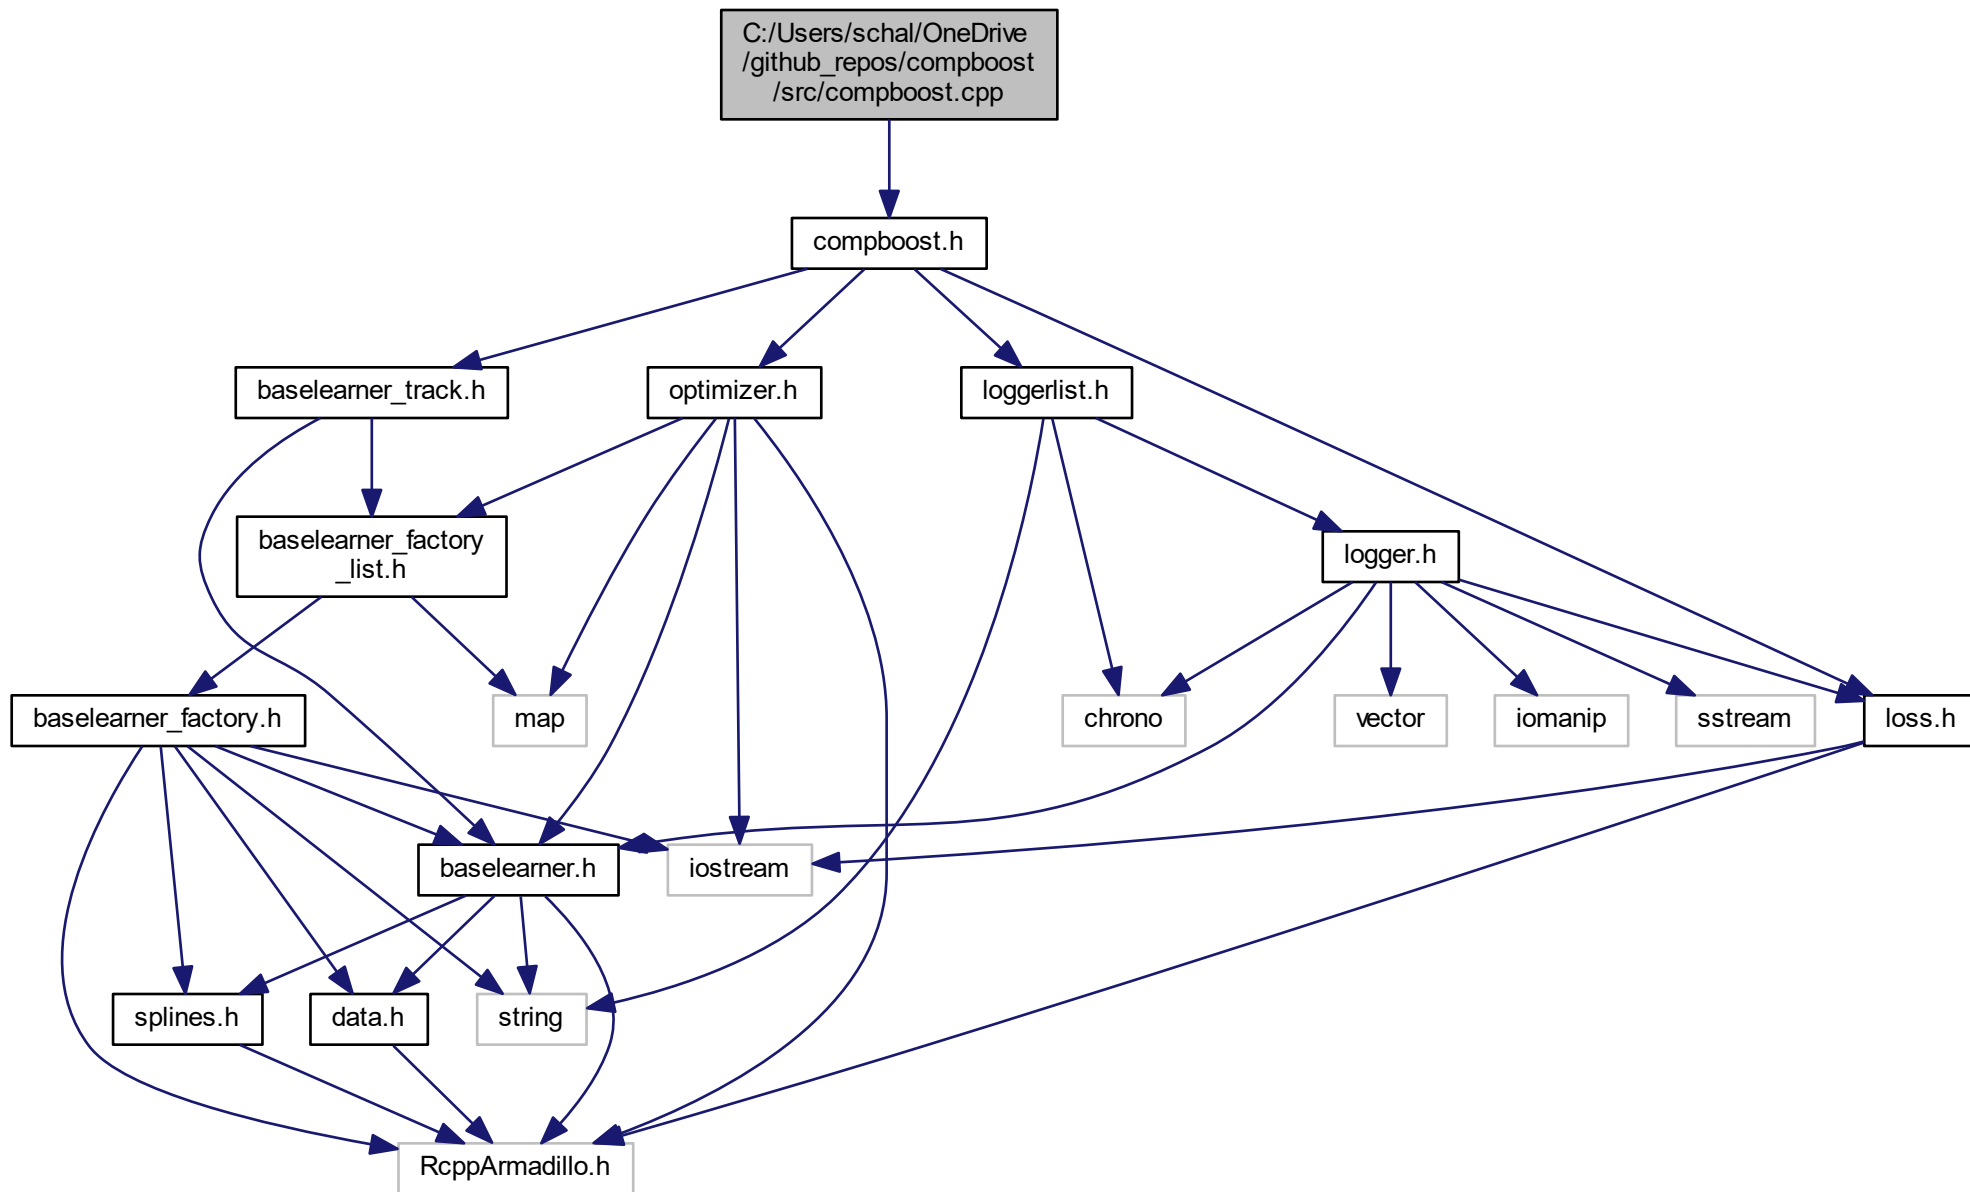 C:/Users/schal/OneDrive
/github_repos/compboost
/src/compboost.cpp
compboost.h
baselearner_track.h
optimizer.h
loggerlist.h
baselearner_factory
_list.h
logger.h
baselearner_factory.h
map
chrono
vector
iomanip
sstream
loss.h
baselearner.h
iostream
splines.h
data.h
string
RcppArmadillo.h